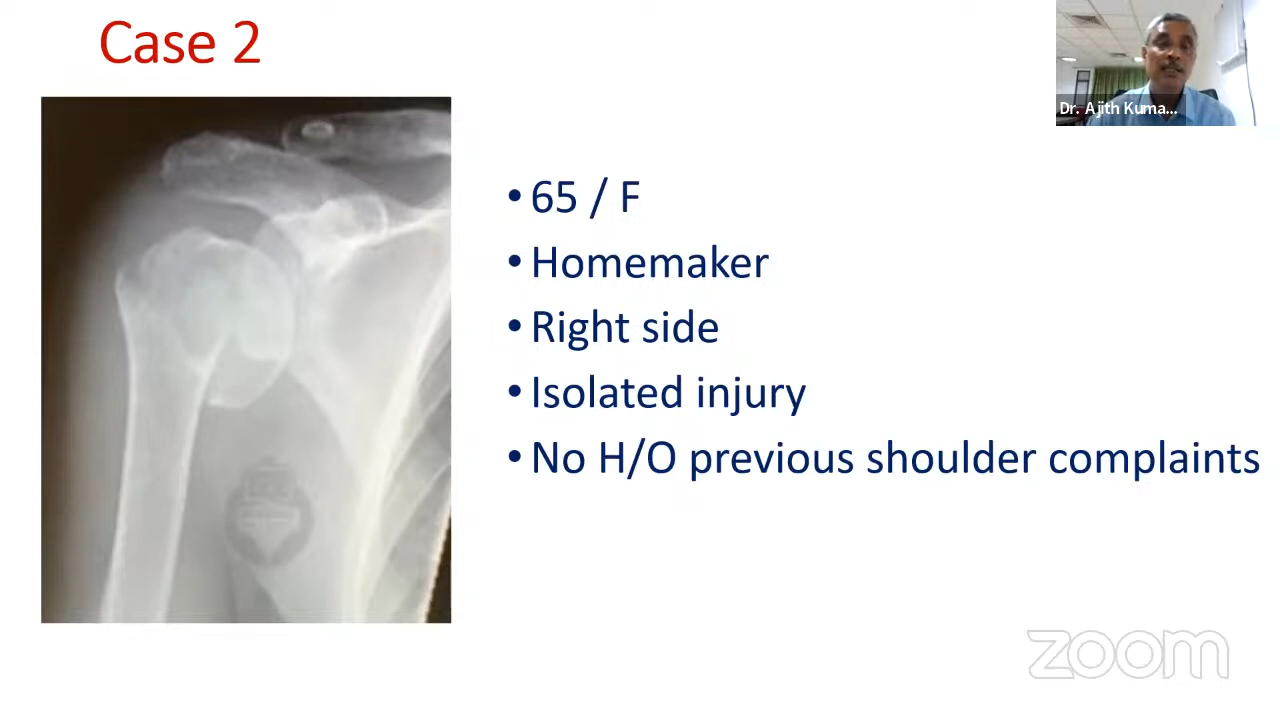 Case 2
Dr. Ajith Kuma...
• 65 / F
• Homemaker
• Right side
• Isolated injury
• No H/O previous shoulder complaints
zoom